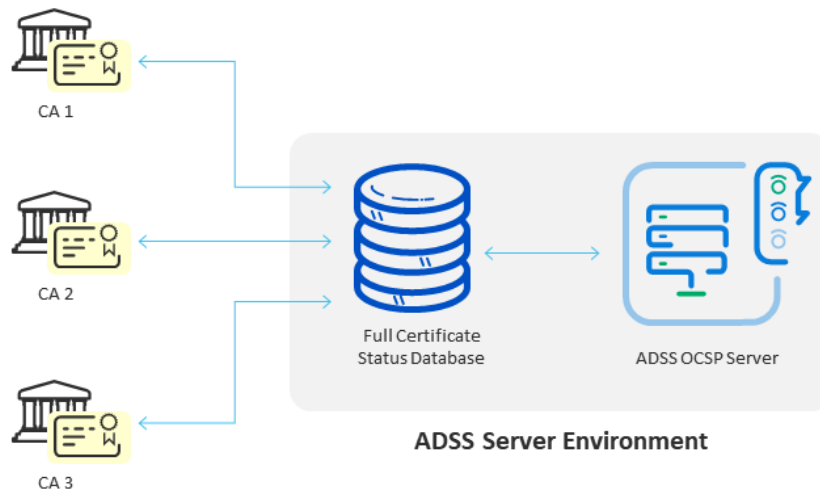 CA 1
CA 2
CA 3
Full Certificate
Status Database
ADSS OCSP Server
ADSS Server Environment